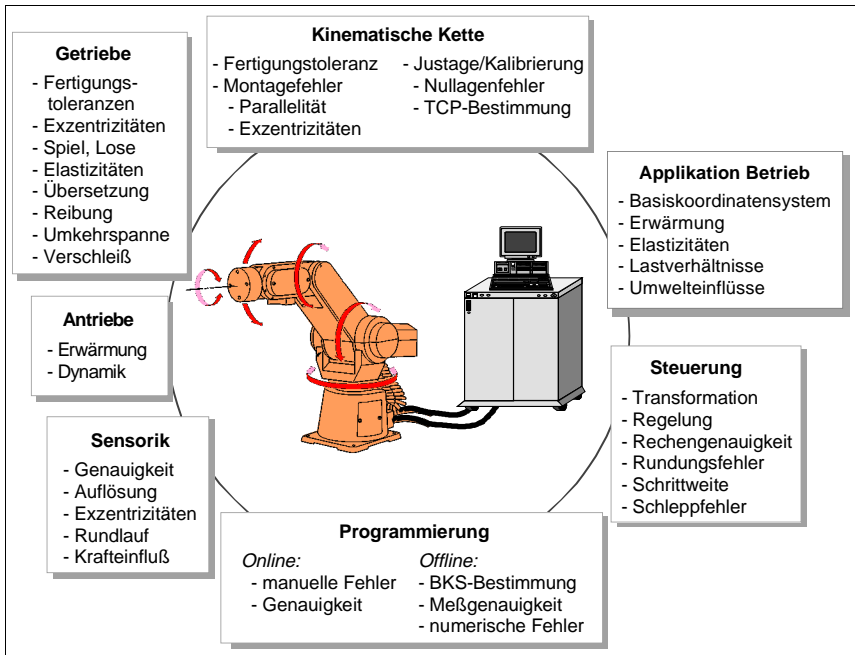 Kinematische Kette
- Fertigungstoleranz
- Montagefehler
- Parallelität
- Exzentrizitäten
- Justage/Kalibrierung
- Nullagenfehler
- TCP-Bestimmung
Getriebe
- Fertigungs-
toleranzen
- Exzentrizitäten
- Spiel, Lose
- Elastizitäten
- Übersetzung
- Reibung
- Umkehrspanne
- Verschleiß
Applikation Betrieb
- Basiskoordinatensystem
- Erwärmung
- Elastizitäten
- Lastverhältnisse
- Umwelteinflüsse
Antriebe
- Erwärmung
- Dynamik
Steuerung
- Transformation
- Regelung
- Rechengenauigkeit
- Rundungsfehler
- Schrittweite
- Schleppfehler
Sensorik
- Genauigkeit
- Auflösung
- Exzentrizitäten
- Rundlauf
- Krafteinfluß
Programmierung
Online:
- manuelle Fehler
- Genauigkeit
Offline:
- BKS-Bestimmung
- Meßgenauigkeit
- numerische Fehler